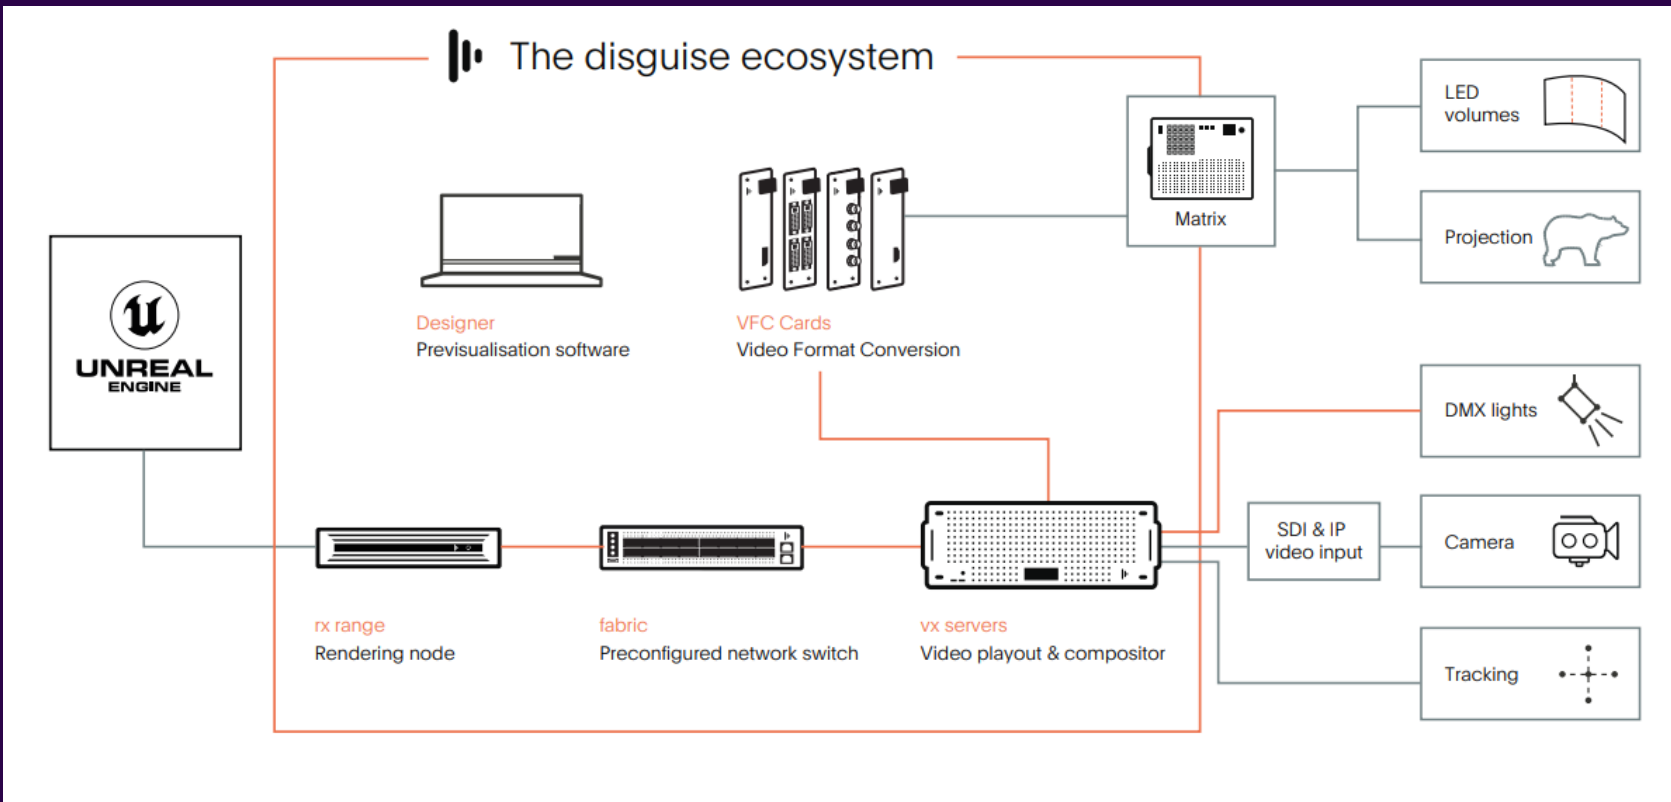 The disguise ecosystem
LED
volumes
Matrix
Projection
UNREAL
ENGINE
Designer
Previsualisation software
VFC Cards
Video Format Conversion
DMX lights
SDI & IP
video input
Camera
rx range
Rendering node
fabric
Preconfigured network switch
vx servers
Video playout & compositor
Tracking